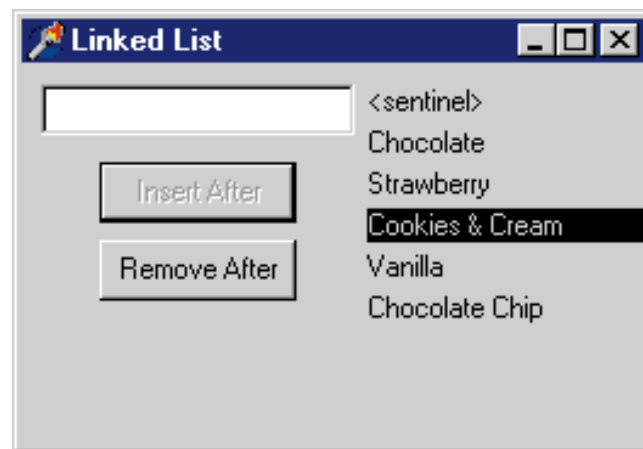 Linked List
<sentinel>
Chocolate
Insert After
Strawberry
Cookies & Cream
Remove After
Vanilla
Chocolate Chip